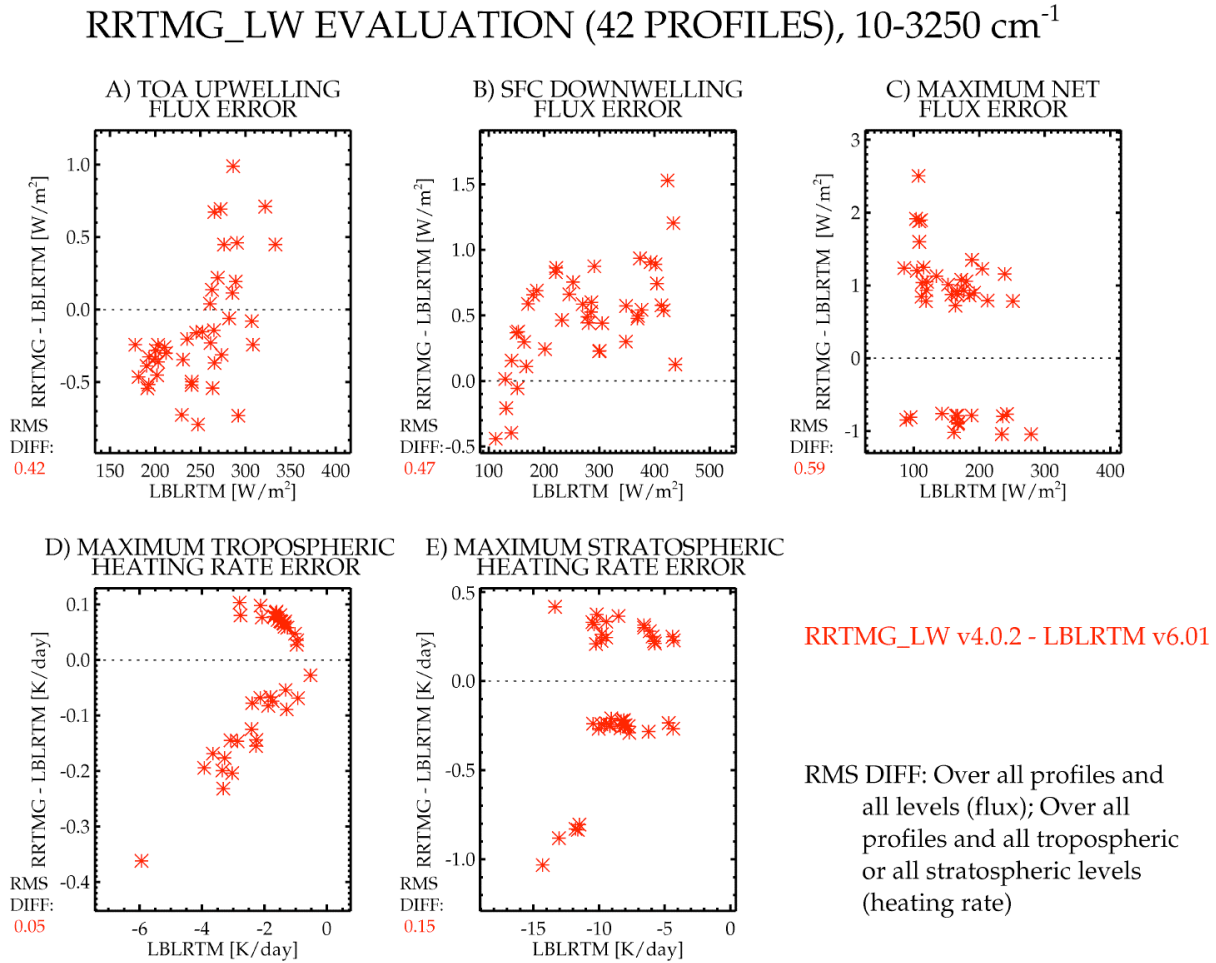 RRTMG_LW EVALUATION (42 PROFILES), 10-3250 cm⁻¹
A) TOA UPWELLING
FLUX ERROR
RRTMG - LBLRTM [W/m²]
1.0
0.5
0.0
-0.5
RMS
DIFF:
0.42
150 200 250 300 350 400
LBLRTM [W/m²]
B) SFC DOWNWELLING
FLUX ERROR
RRTMG - LBLRTM [W/m²]
1.5
1.0
0.5
0.0
-0.5
RMS
DIFF:
0.47
100 200 300 400 500
LBLRTM [W/m²]
C) MAXIMUM NET
FLUX ERROR
RRTMG - LBLRTM [W/m²]
3
2
1
0
-1
RMS
DIFF:
0.59
100 200 300 400
LBLRTM [W/m²]
D) MAXIMUM TROPOSPHERIC
HEATING RATE ERROR
RRTMG - LBLRTM [K/day]
0.1
0.0
-0.1
-0.2
-0.3
-0.4
RMS
DIFF:
0.05
-6 -4 -2 0
LBLRTM [K/day]
E) MAXIMUM STRATOSPHERIC
HEATING RATE ERROR
RRTMG - LBLRTM [K/day]
0.5
0.0
-0.5
-1.0
RMS
DIFF:
0.15
-15 -10 -5 0
LBLRTM [K/day]
RRTMG_LW v4.0.2 - LBLRTM v6.01
RMS DIFF: Over all profiles and
all levels (flux); Over all
profiles and all tropospheric
or all stratospheric levels
(heating rate)